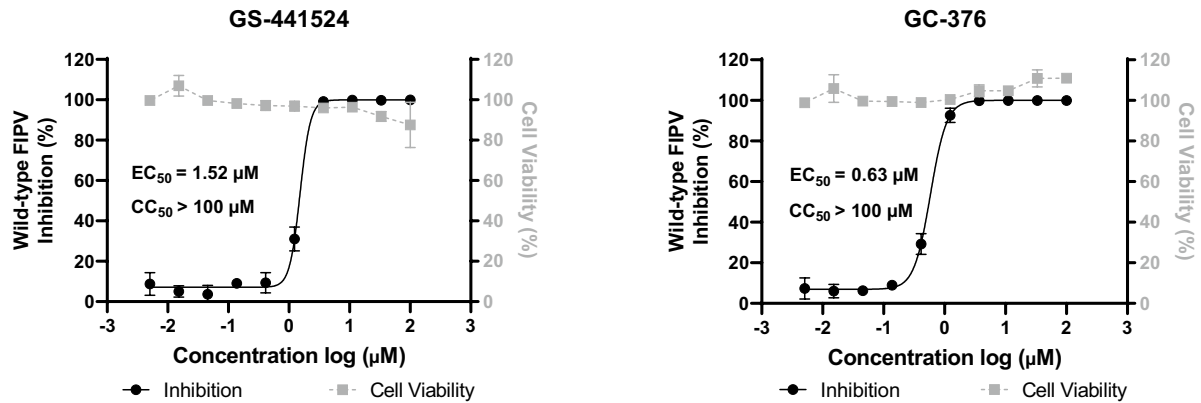 GS-441524
120
100
80
60
40
20
0
Wild-type FIPV
Inhibition (%)
120
100
80
60
40
20
0
Cell Viability (%)
EC50 = 1.52 µM
CC50 > 100 µM
-3 -2 -1 0 1 2 3
Concentration log (µM)
Inhibition Cell Viability
GC-376
120
100
80
60
40
20
0
Wild-type FIPV
Inhibition (%)
120
100
80
60
40
20
0
Cell Viability (%)
EC50 = 0.63 µM
CC50 > 100 µM
-3 -2 -1 0 1 2 3
Concentration log (µM)
Inhibition Cell Viability